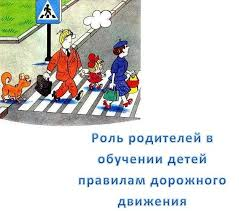 Роль родителей в
обучении детей
правилам дорожного
движения